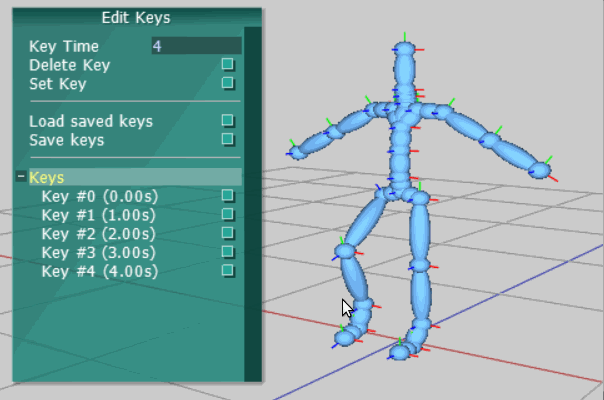 Edit Keys
Key Time 4
Delete Key
Set Key
Load saved keys
Save keys
Keys
Key #0 (0.00s)
Key #1 (1.00s)
Key #2 (2.00s)
Key #3 (3.00s)
Key #4 (4.00s)